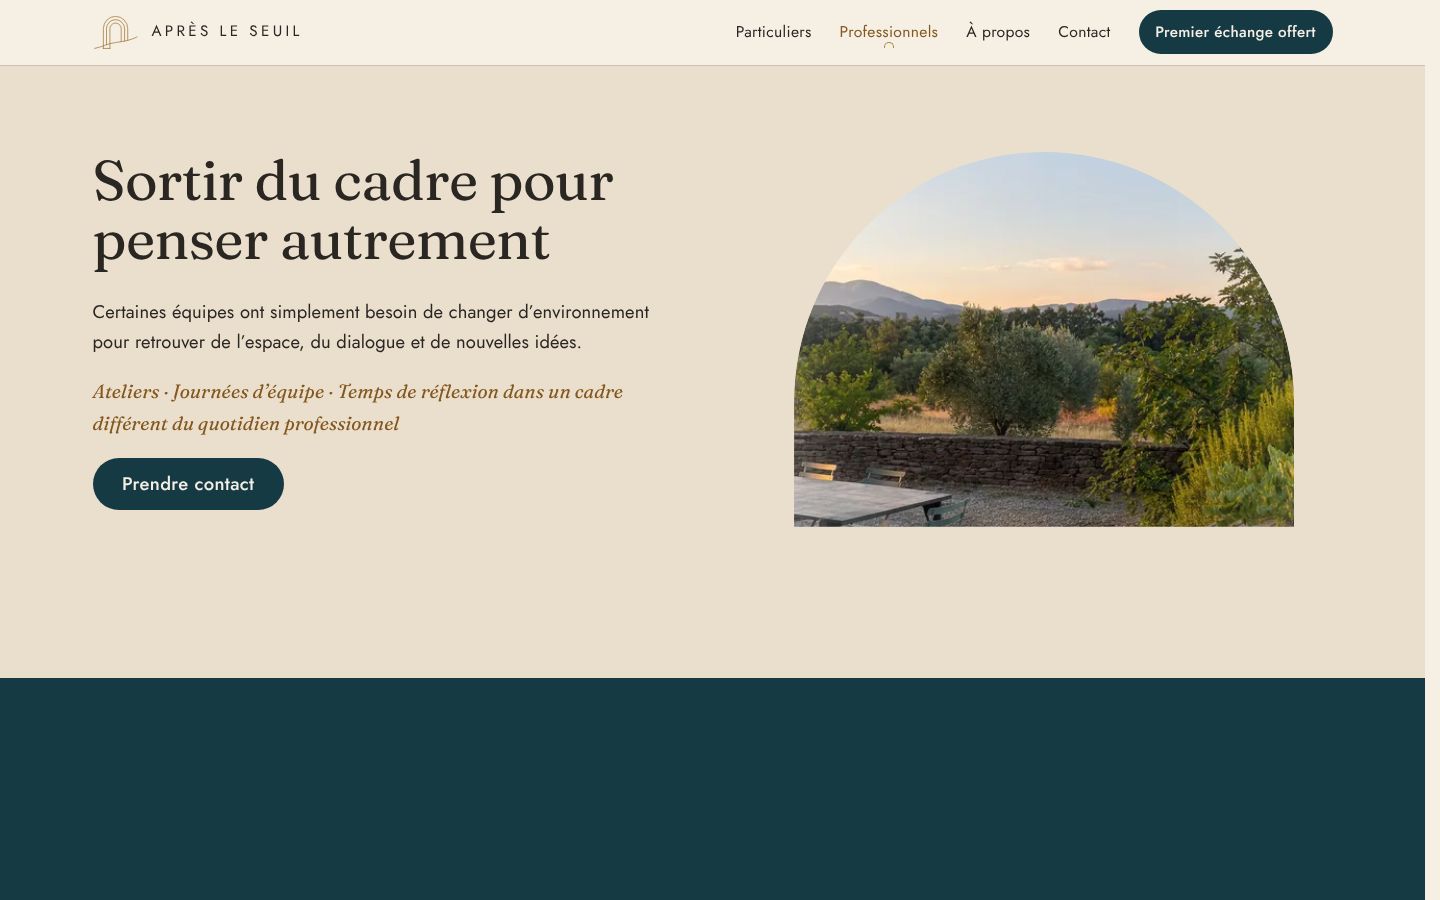 APRÈS LE SEUIL
Particuliers
Professionnels
À propos
Contact
Premier échange offert
Sortir du cadre pour
penser autrement
Certaines équipes ont simplement besoin de changer d’environnement
pour retrouver de l’espace, du dialogue et de nouvelles idées.
Ateliers · Journées d’équipe · Temps de réflexion dans un cadre
différent du quotidien professionnel
Prendre contact